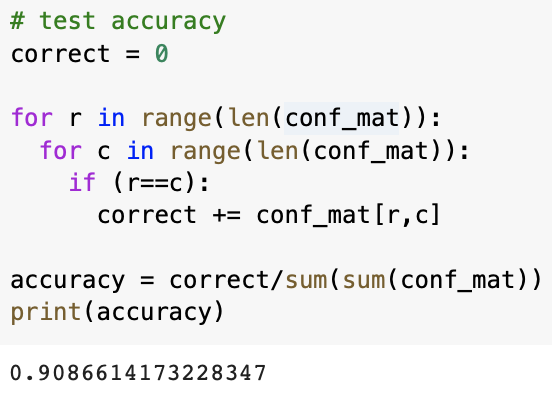 # test accuracy
correct = 0
for r in range(len(conf_mat)):
  for c in range(len(conf_mat)):
    if (r==c):
      correct += conf_mat[r,c]
accuracy = correct/sum(sum(conf_mat))
print(accuracy)
0.9086614173228347